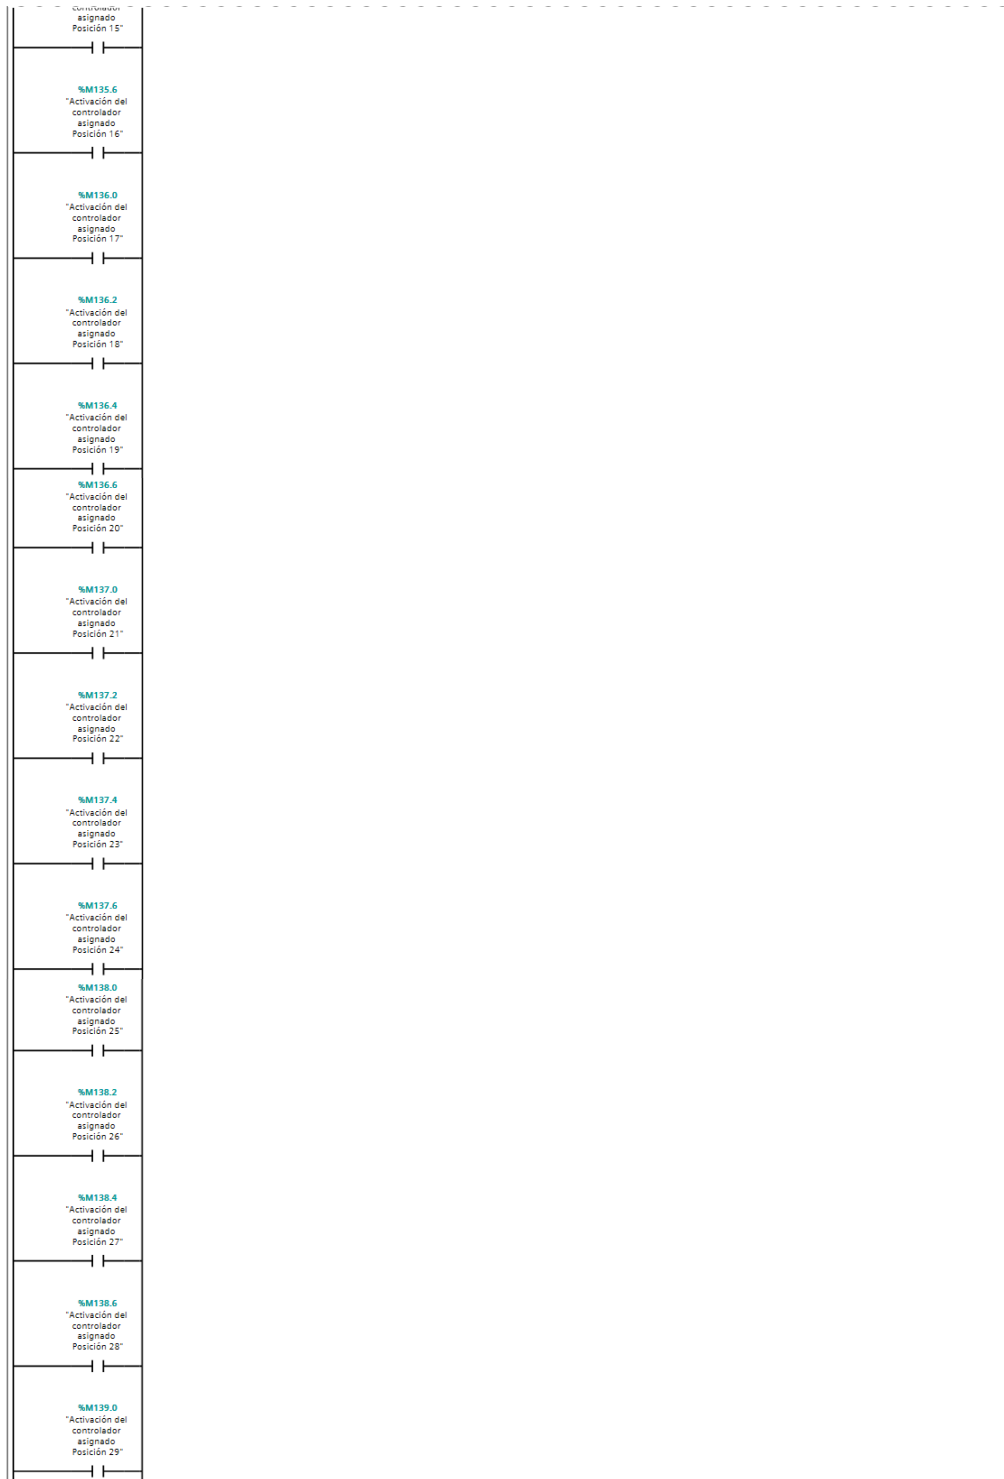 controlador
asignado
Posición 15"
%M135.6
"Activación del
controlador
asignado
Posición 16"
%M136.0
"Activación del
controlador
asignado
Posición 17"
%M136.2
"Activación del
controlador
asignado
Posición 18"
%M136.4
"Activación del
controlador
asignado
Posición 19"
%M136.6
"Activación del
controlador
asignado
Posición 20"
%M137.0
"Activación del
controlador
asignado
Posición 21"
%M137.2
"Activación del
controlador
asignado
Posición 22"
%M137.4
"Activación del
controlador
asignado
Posición 23"
%M137.6
"Activación del
controlador
asignado
Posición 24"
%M138.0
"Activación del
controlador
asignado
Posición 25"
%M138.2
"Activación del
controlador
asignado
Posición 26"
%M138.4
"Activación del
controlador
asignado
Posición 27"
%M138.6
"Activación del
controlador
asignado
Posición 28"
%M139.0
"Activación del
controlador
asignado
Posición 29"